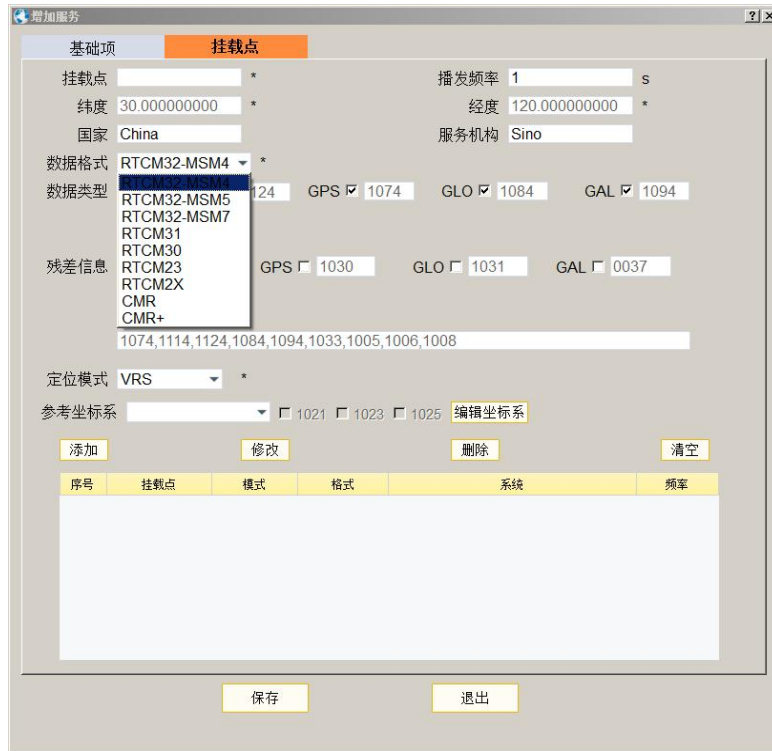 增加服务
基础项 挂载点
挂载点 * 播发频率 1 s
纬度 30.000000000 * 经度 120.000000000 *
国家 China 服务机构 Sino
数据格式 RTCM32-MSM4 *
数据类型 RTCM32-MSM4 124 GPS 1074 GLO 1084 GAL 1094
RTCM32-MSM5
RTCM32-MSM7
RTCM31
RTCM30
残差信息 RTCM23 GPS 1030 GLO 1031 GAL 0037
RTCM2X
CMR
CMR+
1074,1114,1124,1084,1094,1033,1005,1006,1008
定位模式 VRS *
参考坐标系 1021 1023 1025 编辑坐标系
添加 修改 删除 清空
序号 挂载点 模式 格式 系统 频率
保存 退出